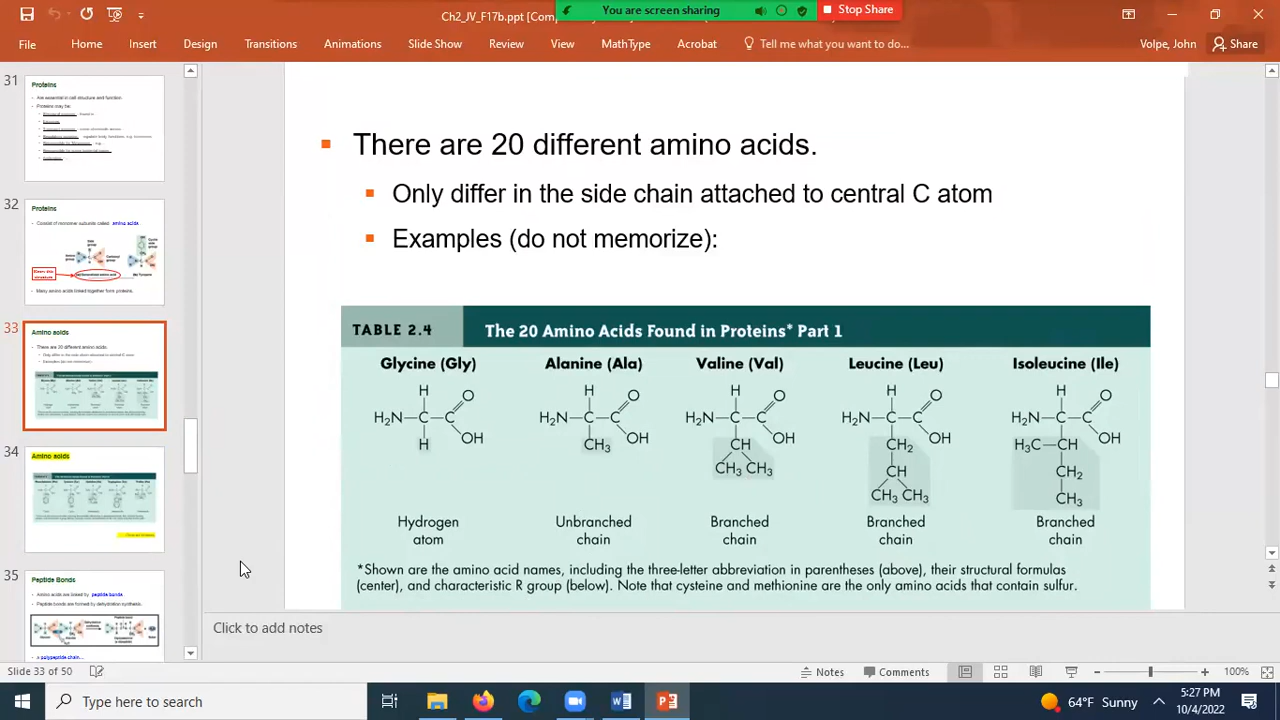 Ch2_JV_F17b.ppt [Comp
You are screen sharing
Stop Share
File Home Insert Design Transitions Animations Slide Show Review View MathType Acrobat Tell me what you want to do... Volpe, John Share
31
Proteins
Are essential in cell structure and function.
Proteins may be:
32
Proteins
Consist of monomer subunits called amino acids
Many amino acids linked together form proteins.
33
Amino acids
There are 20 different amino acids.
Only differ in the side chain attached to central C atom
Examples (do not memorize):
34
Amino acids
35
Peptide Bonds
Amino acids are linked by peptide bonds
Peptide bonds are formed by dehydration synthesis.
A polypeptide chain...
There are 20 different amino acids.
Only differ in the side chain attached to central C atom
Examples (do not memorize):
TABLE 2.4 The 20 Amino Acids Found in Proteins* Part 1
Glycine (Gly) Alanine (Ala) Valine (Val) Leucine (Leu) Isoleucine (Ile)
H O H O H O H O H O
H₂N—C—C H₂N—C—C H₂N—C—C H₂N—C—C H₂N—C—C
OH OH OH OH OH
H CH₃ CH CH₂ H₃C—CH
CH₃ CH₃ CH CH₂
CH₃ CH₃ CH₃
Hydrogen Unbranched Branched Branched Branched
atom chain chain chain chain
*Shown are the amino acid names, including the three-letter abbreviation in parentheses (above), their structural formulas
(center), and characteristic R group (below). Note that cysteine and methionine are the only amino acids that contain sulfur.
Click to add notes
Slide 33 of 50 Notes Comments 100%
Type here to search
64°F Sunny
5:27 PM
10/4/2022